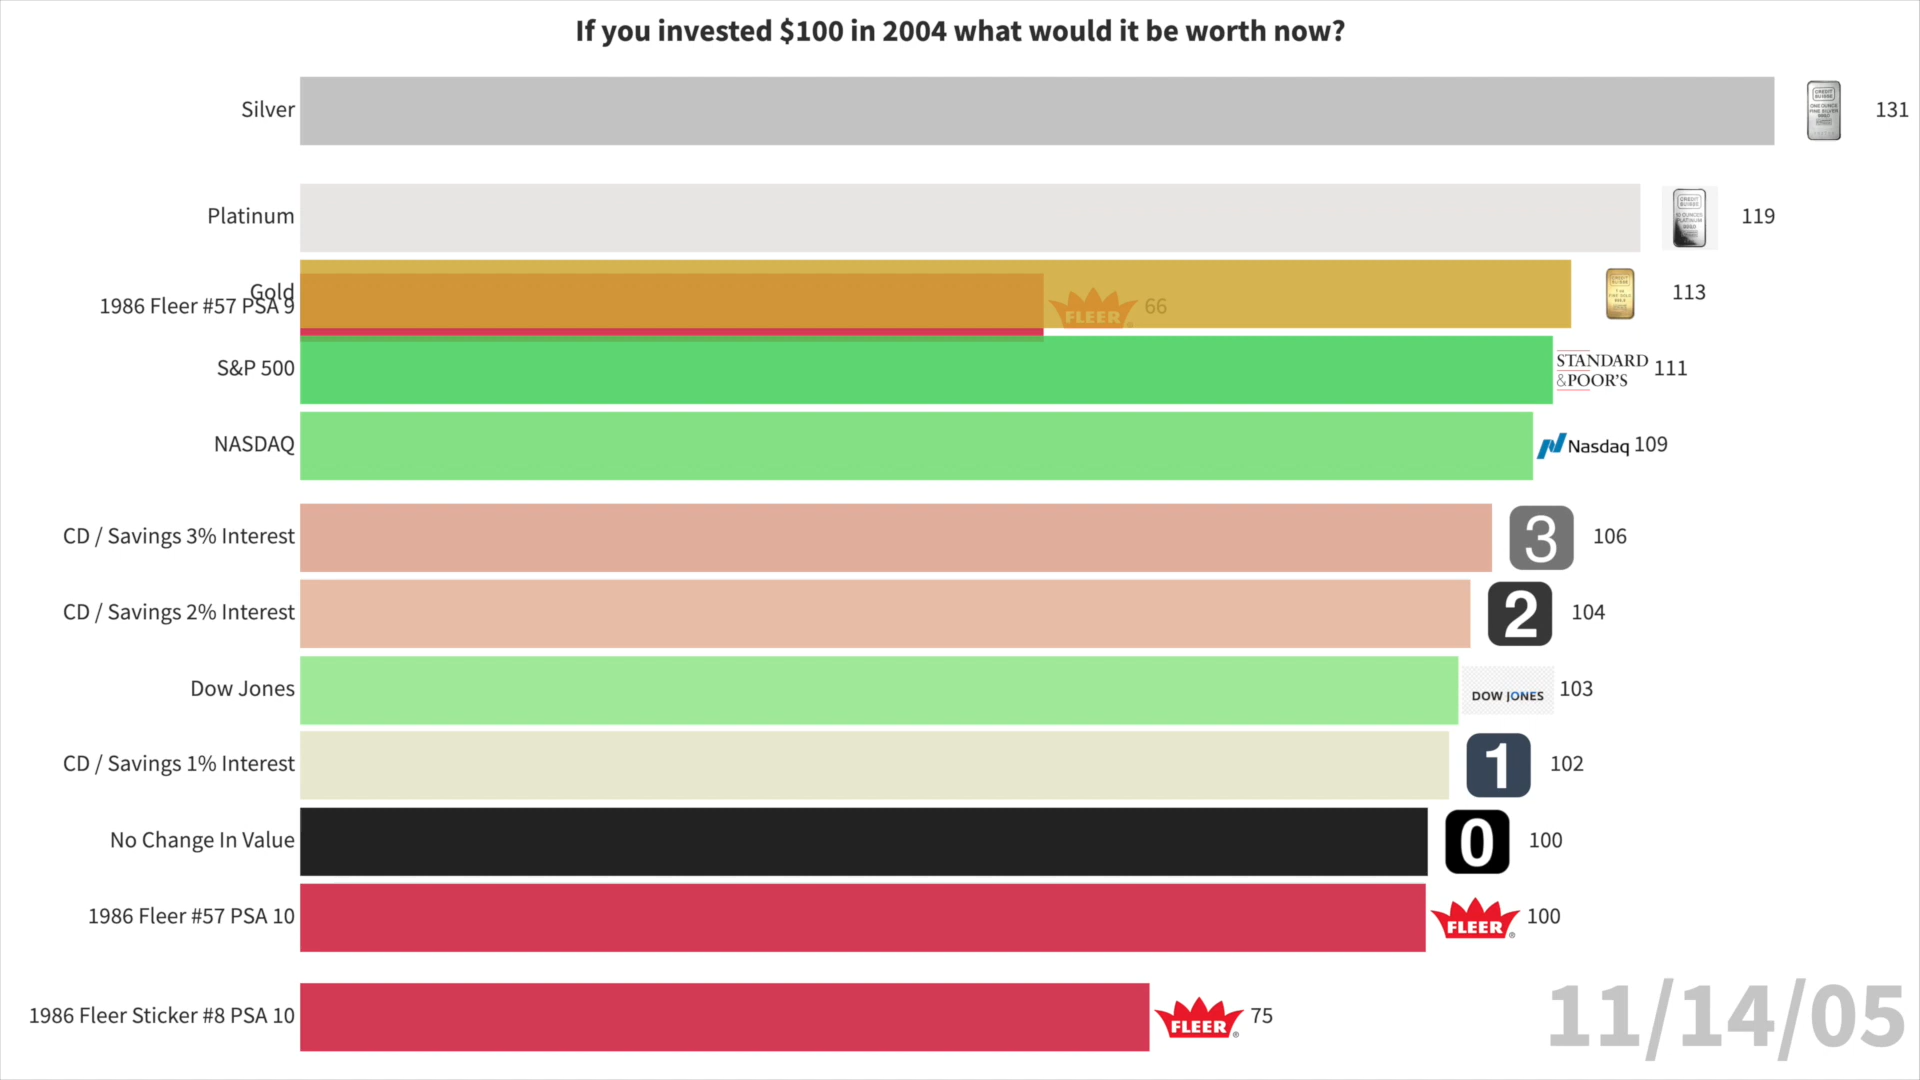 If you invested $100 in 2004 what would it be worth now?
Silver
131
Platinum
119
Gold
113
1986 Fleer #57 PSA 9
FLEER
66
S&P 500
STANDARD
&POOR'S
111
NASDAQ
Nasdaq
109
CD / Savings 3% Interest
3
106
CD / Savings 2% Interest
2
104
Dow Jones
DOW JONES
103
CD / Savings 1% Interest
1
102
No Change In Value
0
100
1986 Fleer #57 PSA 10
FLEER®
100
1986 Fleer Sticker #8 PSA 10
FLEER®
75
11/14/05